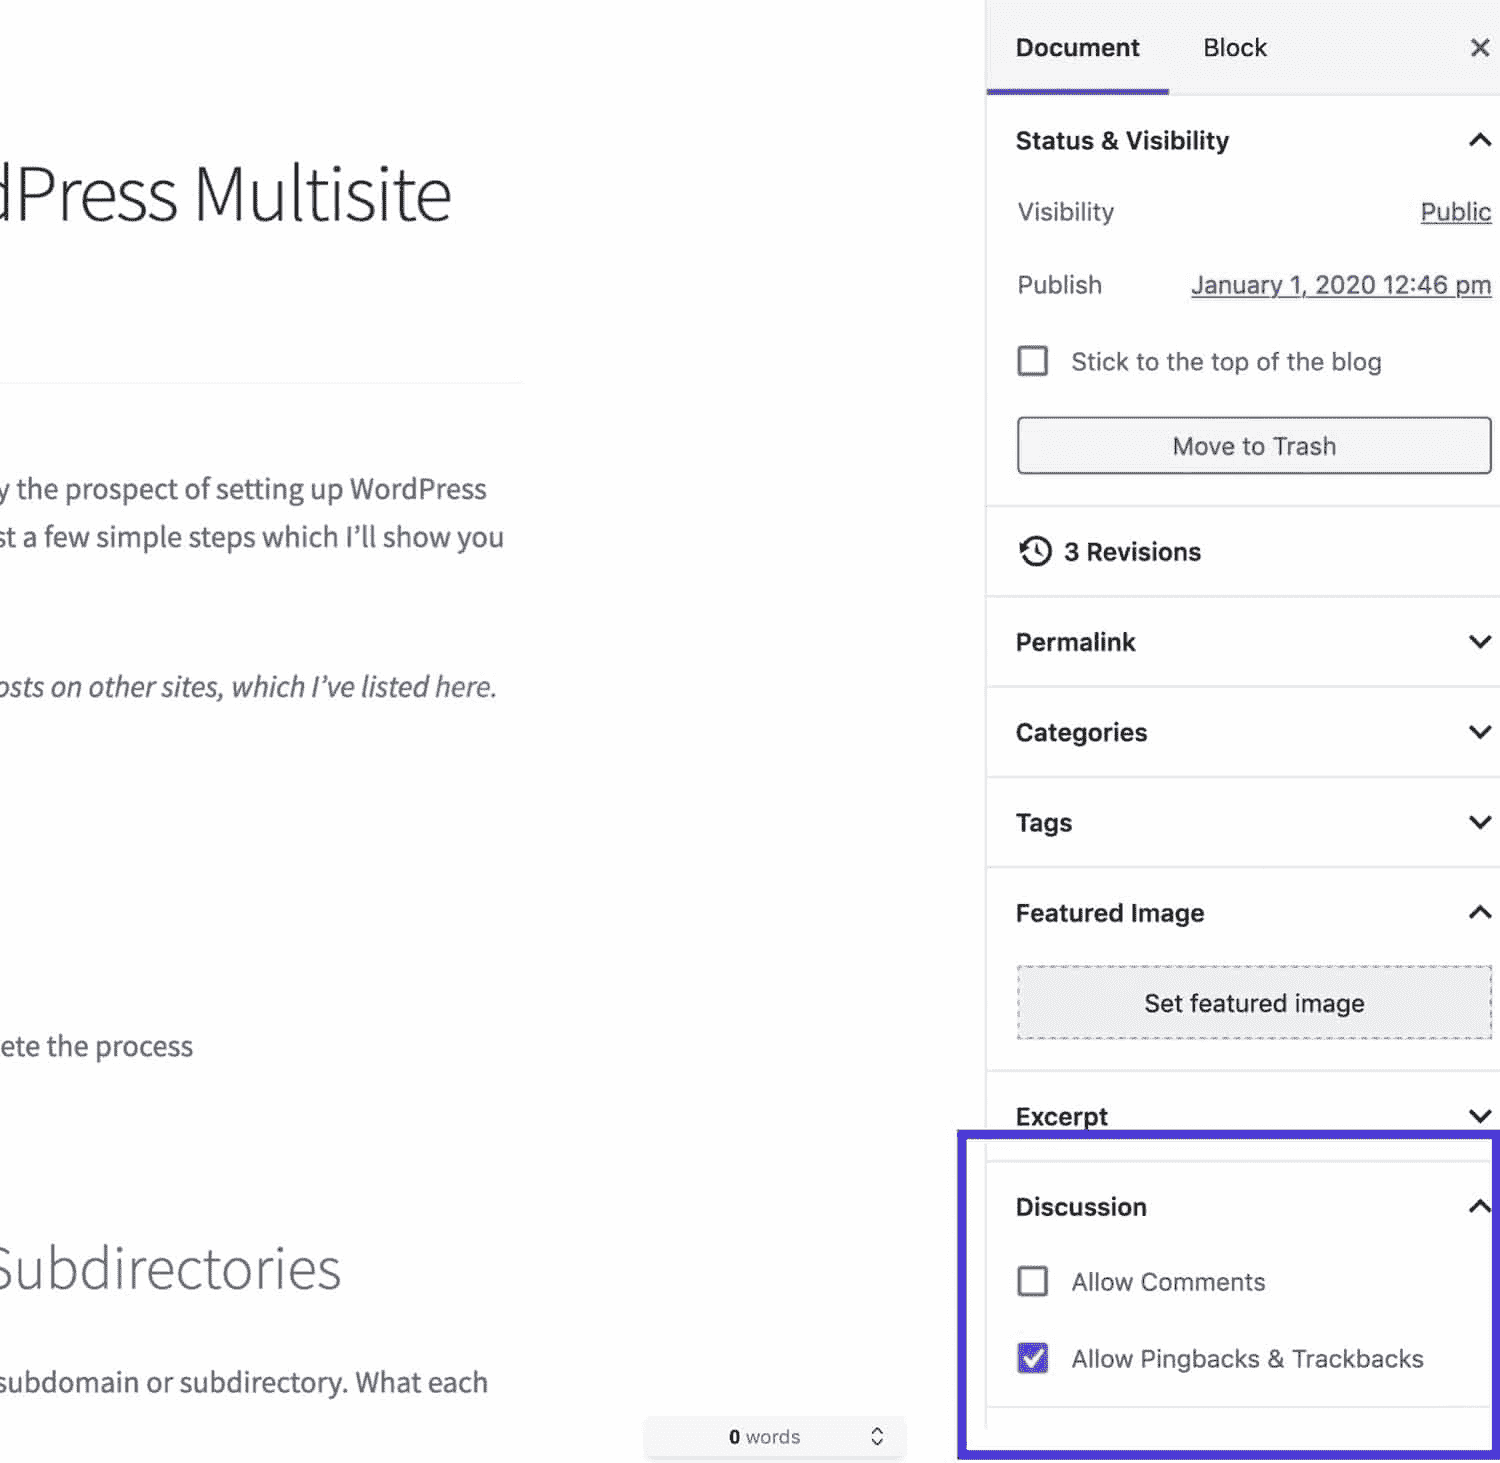 dPress Multisite
y the prospect of setting up WordPress
st a few simple steps which I’ll show you
osts on other sites, which I’ve listed here.
ete the process
Subdirectories
subdomain or subdirectory. What each
0 words
Document Block
Status & Visibility
Visibility Public
Publish January 1, 2020 12:46 pm
Stick to the top of the blog
Move to Trash
3 Revisions
Permalink
Categories
Tags
Featured Image
Set featured image
Excerpt
Discussion
Allow Comments
Allow Pingbacks & Trackbacks